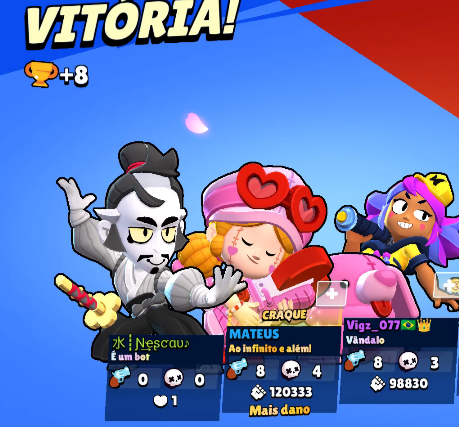 VITÓRIA!
+8
CRAQUE
水┊Nęscαu♪
É um bot
0 0
1
MATEUS
Ao infinito e além!
8 4
120333
Mais dano
Vigz_077🇧🇷👑
Vândalo
8 3
98830